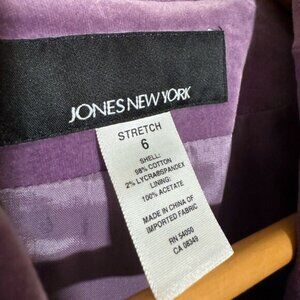 JONES NEW YORK
STRETCH
6
SHELL:
98% COTTON
2% LYCRA/SPANDEX
LINING:
100% ACETATE
MADE IN CHINA OF
IMPORTED FABRIC
RN 54050
CA 08349